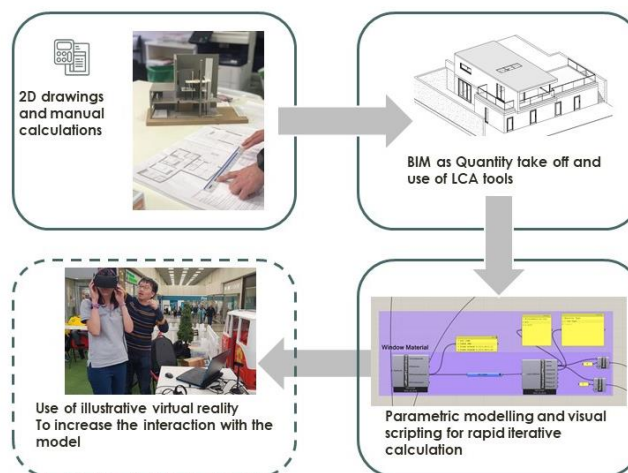 2D drawings
and manual
calculations
BIM as Quantity take off and
use of LCA tools
Window Material
Parametric modelling and visual
scripting for rapid iterative
calculation
Use of illustrative virtual reality
To increase the interaction with the
model